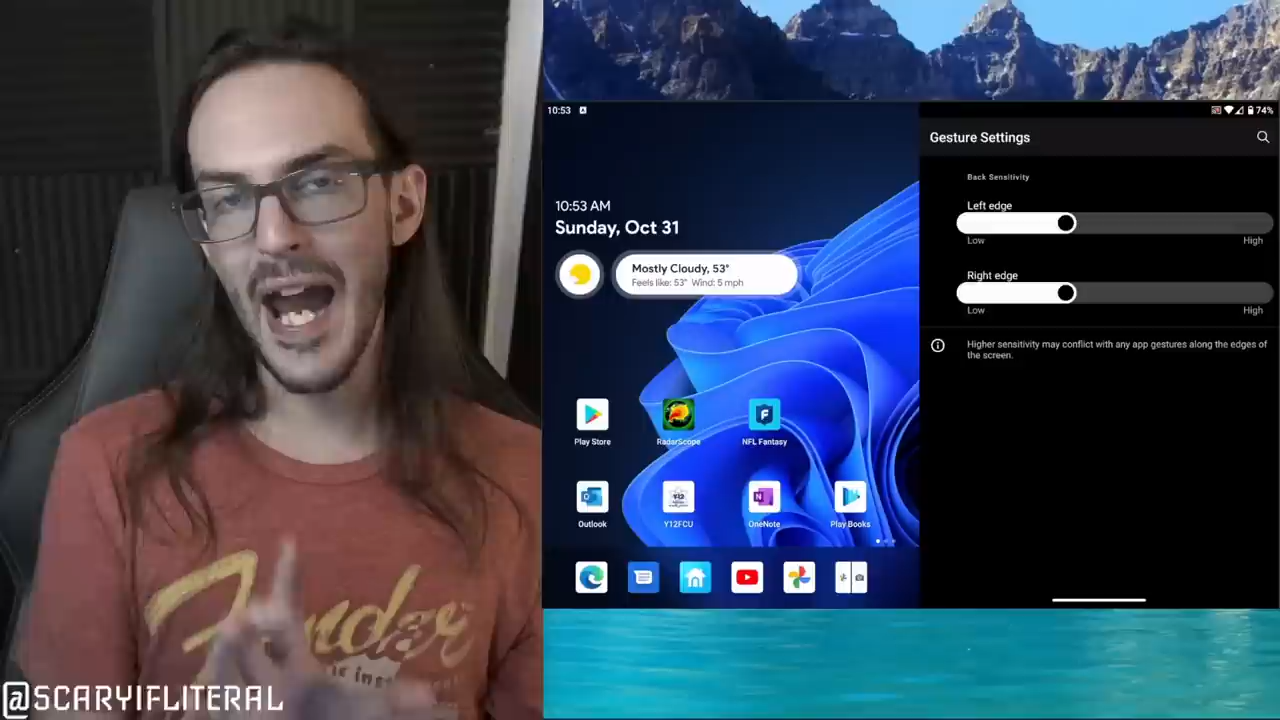 10:53
74%
Gesture Settings
Back Sensitivity
Left edge
Low
High
Right edge
Low
High
Higher sensitivity may conflict with any app gestures along the edges of
the screen.
10:53 AM
Sunday, Oct 31
Mostly Cloudy, 53°
Feels like: 53° Wind: 5 mph
Play Store
RadarScope
NFL Fantasy
Outlook
Y12FCU
OneNote
Play Books
Fender
@SCARYIFLITERAL